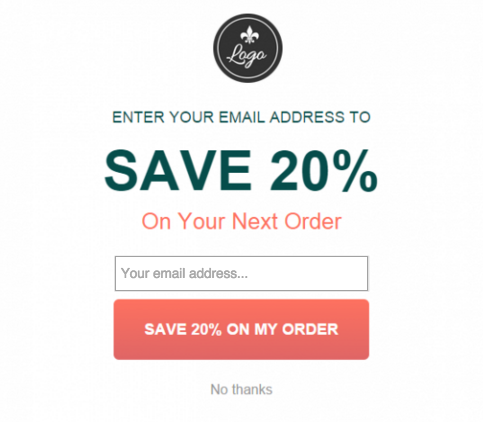 Logo
ENTER YOUR EMAIL ADDRESS TO
SAVE 20%
On Your Next Order
Your email address...
SAVE 20% ON MY ORDER
No thanks